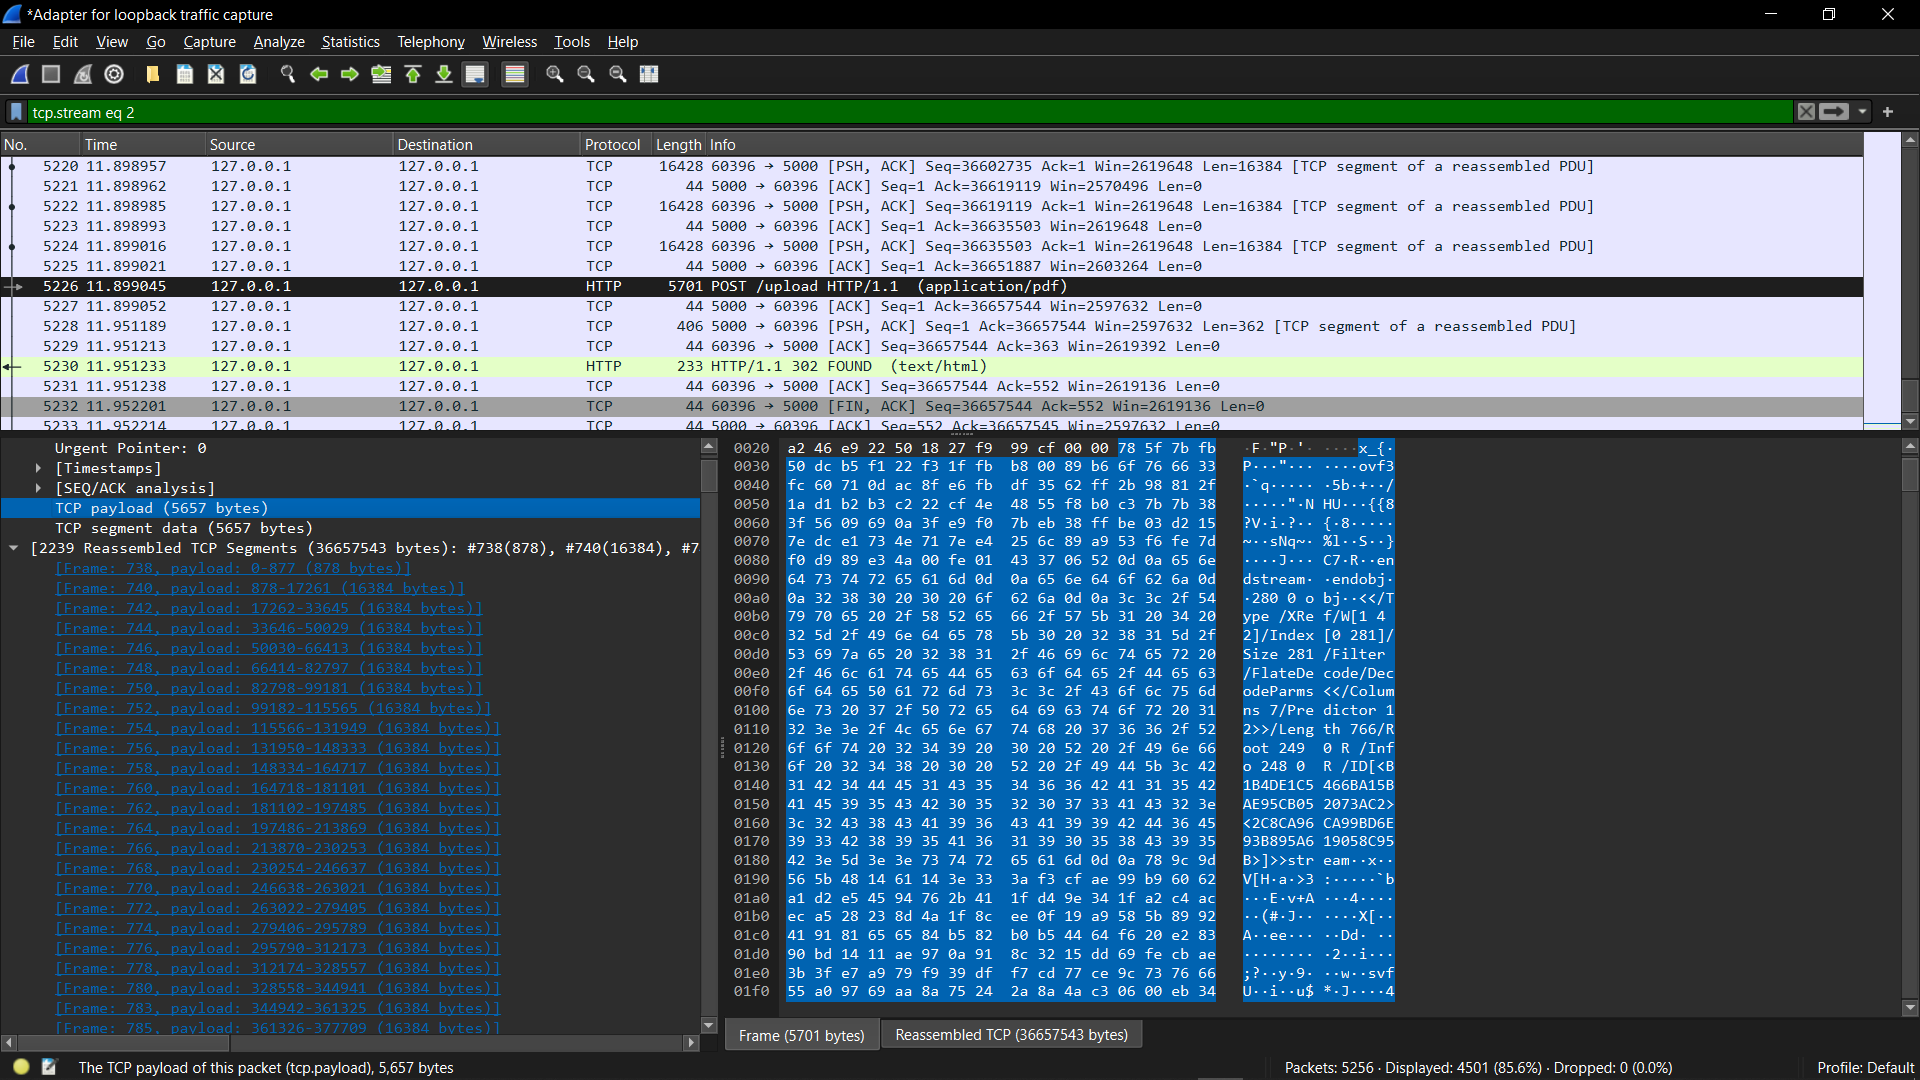 *Adapter for loopback traffic capture
File Edit View Go Capture Analyze Statistics Telephony Wireless Tools Help
tcp.stream eq 2
No. Time Source Destination Protocol Length Info
5220 11.898957 127.0.0.1 127.0.0.1 TCP 16428 60396 → 5000 [PSH, ACK] Seq=36602735 Ack=1 Win=2619648 Len=16384 [TCP segment of a reassembled PDU]
5221 11.898962 127.0.0.1 127.0.0.1 TCP 44 5000 → 60396 [ACK] Seq=1 Ack=36619119 Win=2570496 Len=0
5222 11.898985 127.0.0.1 127.0.0.1 TCP 16428 60396 → 5000 [PSH, ACK] Seq=36619119 Ack=1 Win=2619648 Len=16384 [TCP segment of a reassembled PDU]
5223 11.898993 127.0.0.1 127.0.0.1 TCP 44 5000 → 60396 [ACK] Seq=1 Ack=36635503 Win=2619648 Len=0
5224 11.899016 127.0.0.1 127.0.0.1 TCP 16428 60396 → 5000 [PSH, ACK] Seq=36635503 Ack=1 Win=2619648 Len=16384 [TCP segment of a reassembled PDU]
5225 11.899021 127.0.0.1 127.0.0.1 TCP 44 5000 → 60396 [ACK] Seq=1 Ack=36651887 Win=2603264 Len=0
5226 11.899045 127.0.0.1 127.0.0.1 HTTP 5701 POST /upload HTTP/1.1 (application/pdf)
5227 11.899052 127.0.0.1 127.0.0.1 TCP 44 5000 → 60396 [ACK] Seq=1 Ack=36657544 Win=2597632 Len=0
5228 11.951189 127.0.0.1 127.0.0.1 TCP 406 5000 → 60396 [PSH, ACK] Seq=1 Ack=36657544 Win=2597632 Len=362 [TCP segment of a reassembled PDU]
5229 11.951213 127.0.0.1 127.0.0.1 TCP 44 60396 → 5000 [ACK] Seq=36657544 Ack=363 Win=2619392 Len=0
5230 11.951233 127.0.0.1 127.0.0.1 HTTP 233 HTTP/1.1 302 FOUND (text/html)
5231 11.951238 127.0.0.1 127.0.0.1 TCP 44 60396 → 5000 [ACK] Seq=36657544 Ack=552 Win=2619136 Len=0
5232 11.952201 127.0.0.1 127.0.0.1 TCP 44 60396 → 5000 [FIN, ACK] Seq=36657544 Ack=552 Win=2619136 Len=0
5233 11.952214 127.0.0.1 127.0.0.1 TCP 44 5000 → 60396 [ACK] Seq=552 Ack=36657545 Win=2597632 Len=0
Urgent Pointer: 0
[Timestamps]
[SEQ/ACK analysis]
TCP payload (5657 bytes)
TCP segment data (5657 bytes)
[2239 Reassembled TCP Segments (36657543 bytes): #738(878), #740(16384), #7
[Frame: 738, payload: 0-877 (878 bytes)]
[Frame: 740, payload: 878-17261 (16384 bytes)]
[Frame: 742, payload: 17262-33645 (16384 bytes)]
[Frame: 744, payload: 33646-50029 (16384 bytes)]
[Frame: 746, payload: 50030-66413 (16384 bytes)]
[Frame: 748, payload: 66414-82797 (16384 bytes)]
[Frame: 750, payload: 82798-99181 (16384 bytes)]
[Frame: 752, payload: 99182-115565 (16384 bytes)]
[Frame: 754, payload: 115566-131949 (16384 bytes)]
[Frame: 756, payload: 131950-148333 (16384 bytes)]
[Frame: 758, payload: 148334-164717 (16384 bytes)]
[Frame: 760, payload: 164718-181101 (16384 bytes)]
[Frame: 762, payload: 181102-197485 (16384 bytes)]
[Frame: 764, payload: 197486-213869 (16384 bytes)]
[Frame: 766, payload: 213870-230253 (16384 bytes)]
[Frame: 768, payload: 230254-246637 (16384 bytes)]
[Frame: 770, payload: 246638-263021 (16384 bytes)]
[Frame: 772, payload: 263022-279405 (16384 bytes)]
[Frame: 774, payload: 279406-295789 (16384 bytes)]
[Frame: 776, payload: 295790-312173 (16384 bytes)]
[Frame: 778, payload: 312174-328557 (16384 bytes)]
[Frame: 780, payload: 328558-344941 (16384 bytes)]
[Frame: 783, payload: 344942-361325 (16384 bytes)]
[Frame: 785, payload: 361326-377709 (16384 bytes)]
0020 a2 46 e9 22 50 18 27 f9 99 cf 00 00 78 5f 7b fb ·F·"P·'· ····x_{·
0030 50 dc b5 f1 22 f3 1f fb b8 00 89 b6 6f 76 66 33 P···"··· ····ovf3
0040 fc 60 71 0d ac 8f e6 fb df 35 62 ff 2b 98 81 2f ·`q····· ·5b·+··/
0050 1a d1 b2 b3 c2 22 cf 4e 48 55 f8 b0 c3 7b 7b 38 ·····"·N HU···{{8
0060 3f 56 09 69 0a 3f e9 f0 7b eb 38 ff be 03 d2 15 ?V·i·?·· {·8·····
0070 7e dc e1 73 4e 71 7e e4 25 6c 89 a9 53 f6 fe 7d ~··sNq~· %l··S··}
0080 f0 d9 89 e3 4a 00 fe 01 43 37 06 52 0d 0a 65 6e ····J··· C7·R··en
0090 64 73 74 72 65 61 6d 0d 0a 65 6e 64 6f 62 6a 0d dstream· ·endobj·
00a0 0a 32 38 30 20 30 20 6f 62 6a 0d 0a 3c 3c 2f 54 ·280 0 o bj··<</T
00b0 79 70 65 20 2f 58 52 65 66 2f 57 5b 31 20 34 20 ype /XRe f/W[1 4
00c0 32 5d 2f 49 6e 64 65 78 5b 30 20 32 38 31 5d 2f 2]/Index [0 281]/
00d0 53 69 7a 65 20 32 38 31 2f 46 69 6c 74 65 72 20 Size 281 /Filter
00e0 2f 46 6c 61 74 65 44 65 63 6f 64 65 2f 44 65 63 /FlateDe code/Dec
00f0 6f 64 65 50 61 72 6d 73 3c 3c 2f 43 6f 6c 75 6d odeParms <</Colum
0100 6e 73 20 37 2f 50 72 65 64 69 63 74 6f 72 20 31 ns 7/Pre dictor 1
0110 32 3e 3e 2f 4c 65 6e 67 74 68 20 37 36 36 2f 52 2>>/Leng th 766/R
0120 6f 6f 74 20 32 34 39 20 30 20 52 20 2f 49 6e 66 oot 249 0 R /Inf
0130 6f 20 32 34 38 20 30 20 52 20 2f 49 44 5b 3c 42 o 248 0 R /ID[<B
0140 31 42 34 44 45 31 43 35 34 36 36 42 41 31 35 42 1B4DE1C5 466BA15B
0150 41 45 39 35 43 42 30 35 32 30 37 33 41 43 32 3e AE95CB05 2073AC2>
0160 3c 32 43 38 43 41 39 36 43 41 39 39 42 44 36 45 <2C8CA96 CA99BD6E
0170 39 33 42 38 39 35 41 36 31 39 30 35 38 43 39 35 93B895A6 19058C95
0180 42 3e 5d 3e 3e 73 74 72 65 61 6d 0d 0a 78 9c 9d B>]>>str eam··x··
0190 56 5b 48 14 61 14 3e 33 3a f3 cf ae 99 b9 60 62 V[H·a·>3 :·····`b
01a0 a1 d2 e5 45 94 76 2b 41 1f d4 9e 34 1f a2 c4 ac ···E·v+A ···4····
01b0 ec a5 28 23 8d 4a 1f 8c ee 0f 19 a9 58 5b 89 92 ··(#·J·· ····X[··
01c0 41 91 81 65 65 84 b5 82 b0 b5 44 64 f6 20 e2 83 A··ee··· ··Dd· ··
01d0 90 bd 14 11 ae 97 0a 91 8c 32 15 dd 69 fe cb ae ········ ·2··i···
01e0 3b 3f e7 a9 79 f9 39 df f7 cd 77 ce 9c 73 76 66 ;?··y·9· ··w··svf
01f0 55 a0 97 69 aa 8a 75 24 2a 8a 4a c3 06 00 eb 34 U··i··u$ *·J····4
Frame (5701 bytes) Reassembled TCP (36657543 bytes)
The TCP payload of this packet (tcp.payload), 5,657 bytes Packets: 5256 · Displayed: 4501 (85.6%) · Dropped: 0 (0.0%) Profile: Default